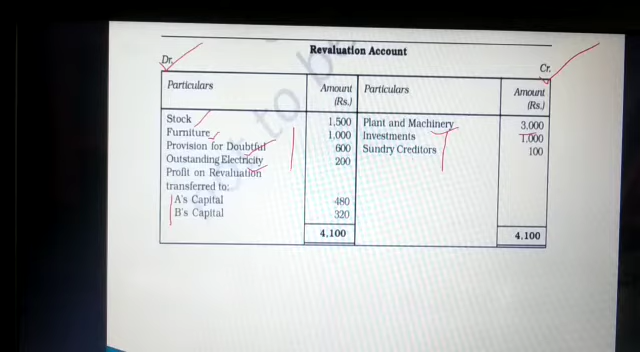 Revaluation Account
Dr. Cr.
Particulars Amount (Rs.) Particulars Amount (Rs.)
Stock 1,500 Plant and Machinery 3,000
Furniture 1,000 Investments 1,000
Provision for Doubtful 600 Sundry Creditors 100
Outstanding Electricity 200
Profit on Revaluation
transferred to:
A's Capital 480
B's Capital 320
4,100 4,100